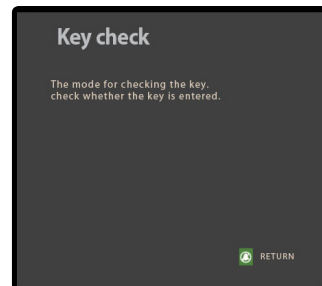 Key check
The mode for checking the key.
check whether the key is entered.
RETURN